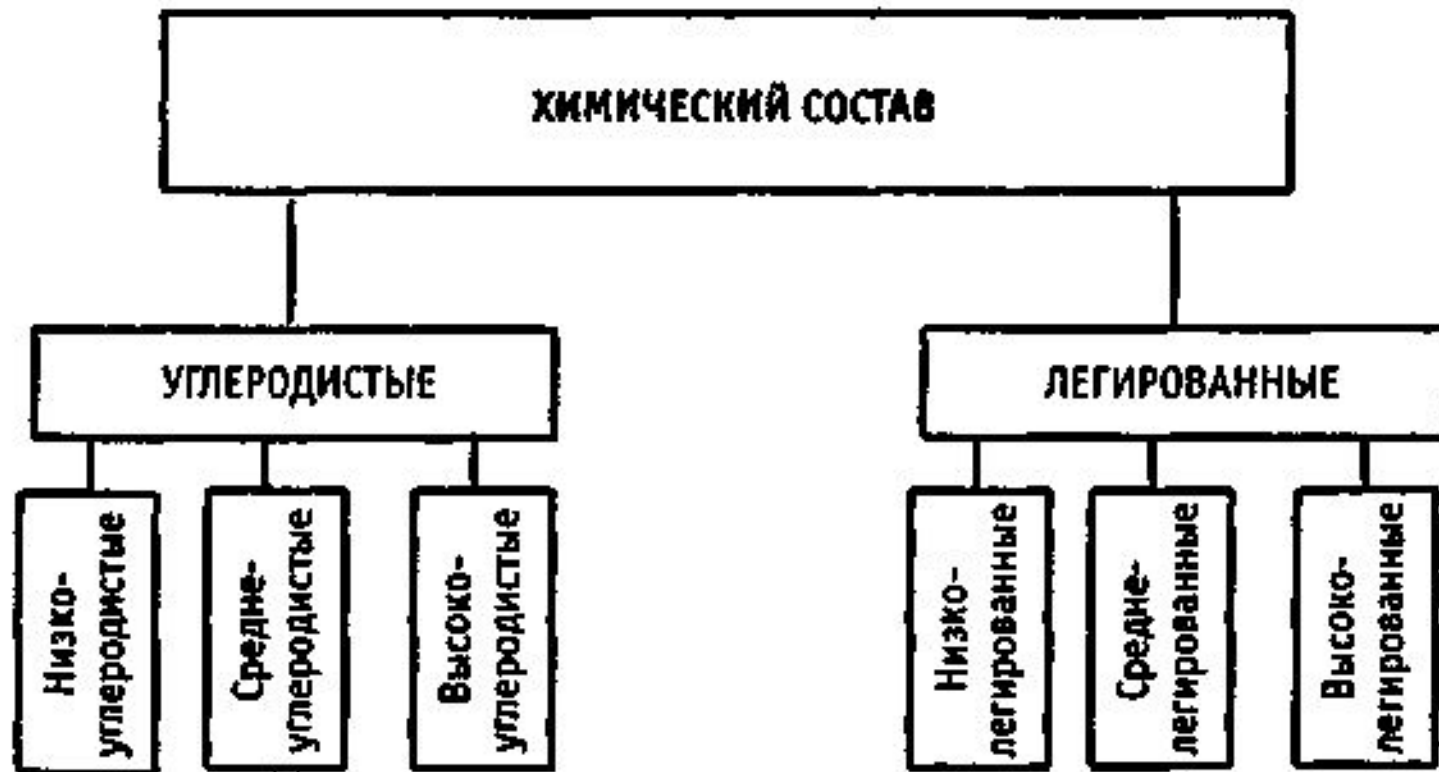 ХИМИЧЕСКИЙ СОСТАВ
УГЛЕРОДИСТЫЕ
ЛЕГИРОВАННЫЕ
Низко-
углеродистые
Средне-
углеродистые
Высоко-
углеродистые
Низко-
легированные
Средне-
легированные
Высоко-
легированные